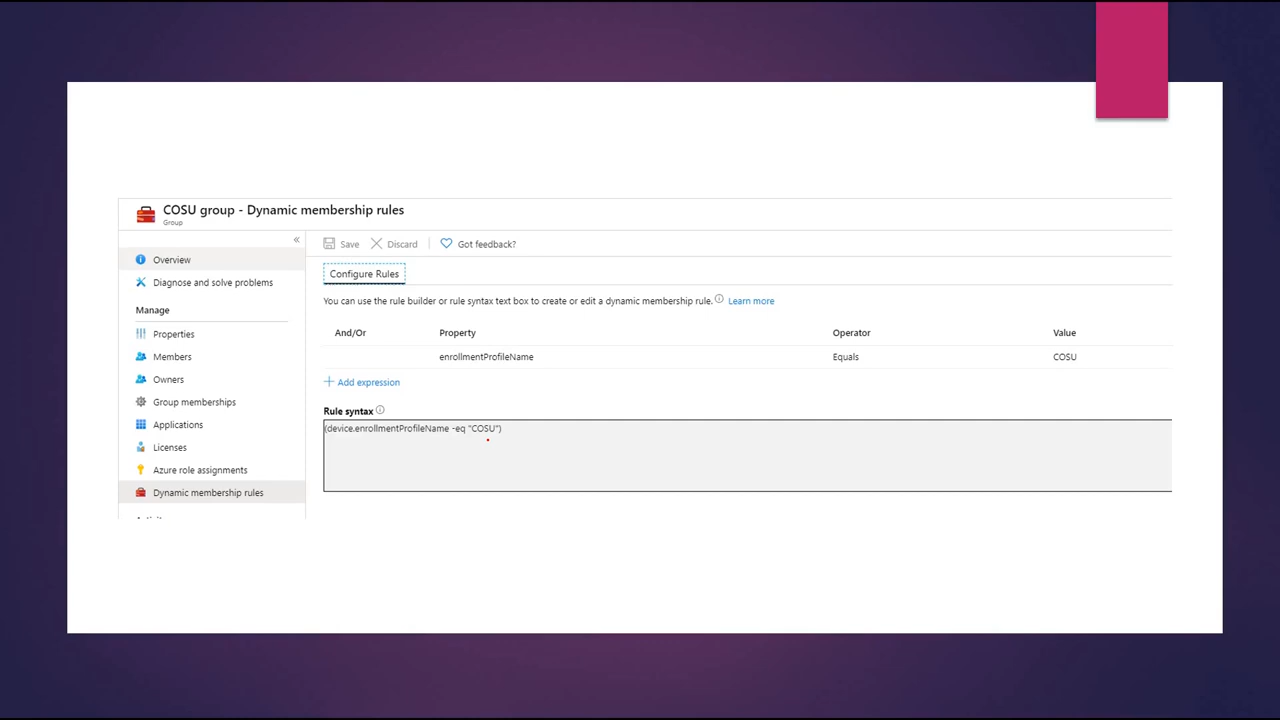 COSU group - Dynamic membership rules
Group
«
Save Discard Got feedback?
Overview
Diagnose and solve problems
Manage
Properties
Members
Owners
Group memberships
Applications
Licenses
Azure role assignments
Dynamic membership rules
Configure Rules
You can use the rule builder or rule syntax text box to create or edit a dynamic membership rule. Learn more
And/Or Property Operator Value
enrollmentProfileName Equals COSU
+ Add expression
Rule syntax
(device.enrollmentProfileName -eq "COSU")